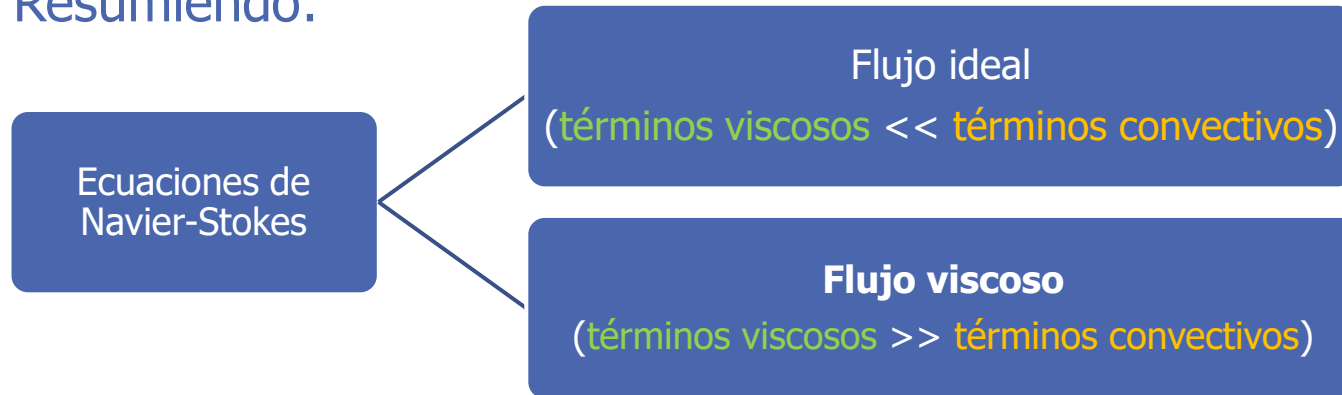 Resumiendo:
Flujo ideal
(términos viscosos << términos convectivos)
Ecuaciones de
Navier-Stokes
Flujo viscoso
(términos viscosos >> términos convectivos)